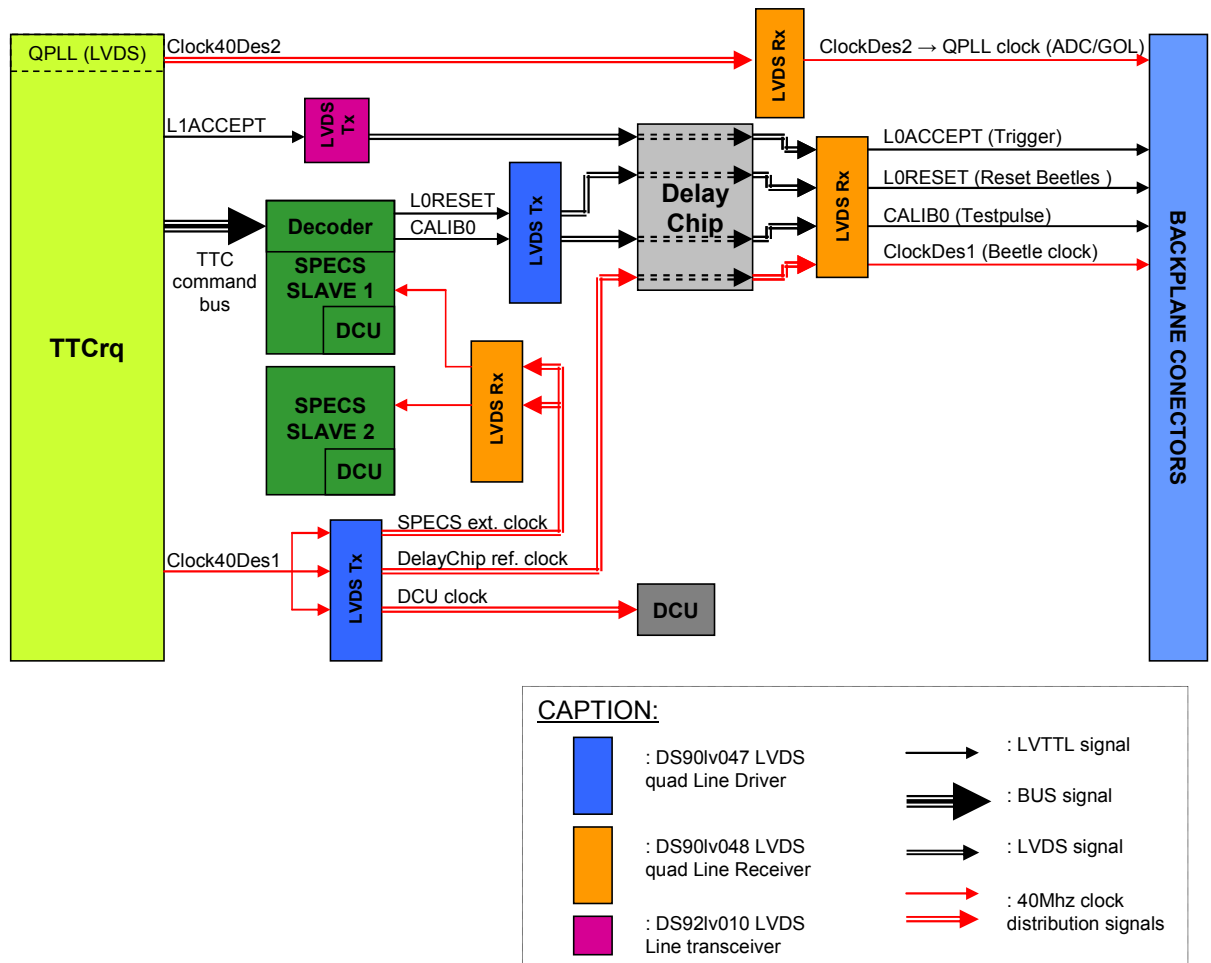 QPLL (LVDS)
Clock40Des2
LVDS Rx
ClockDes2 → QPLL clock (ADC/GOL)
L1ACCEPT
LVDS
Tx
L0ACCEPT (Trigger)
L0RESET
L0RESET (Reset Beetles )
Decoder
CALIB0
LVDS Tx
Delay
Chip
LVDS Rx
CALIB0 (Testpulse)
ClockDes1 (Beetle clock)
TTC
command
bus
SPECS
SLAVE 1
DCU
TTCrq
LVDS Rx
SPECS
SLAVE 2
DCU
BACKPLANE CONECTORS
SPECS ext. clock
Clock40Des1
LVDS Tx
DelayChip ref. clock
DCU clock
DCU
CAPTION:
: DS90lv047 LVDS
quad Line Driver
: DS90lv048 LVDS
quad Line Receiver
: DS92lv010 LVDS
Line transceiver
: LVTTL signal
: BUS signal
: LVDS signal
: 40Mhz clock
distribution signals